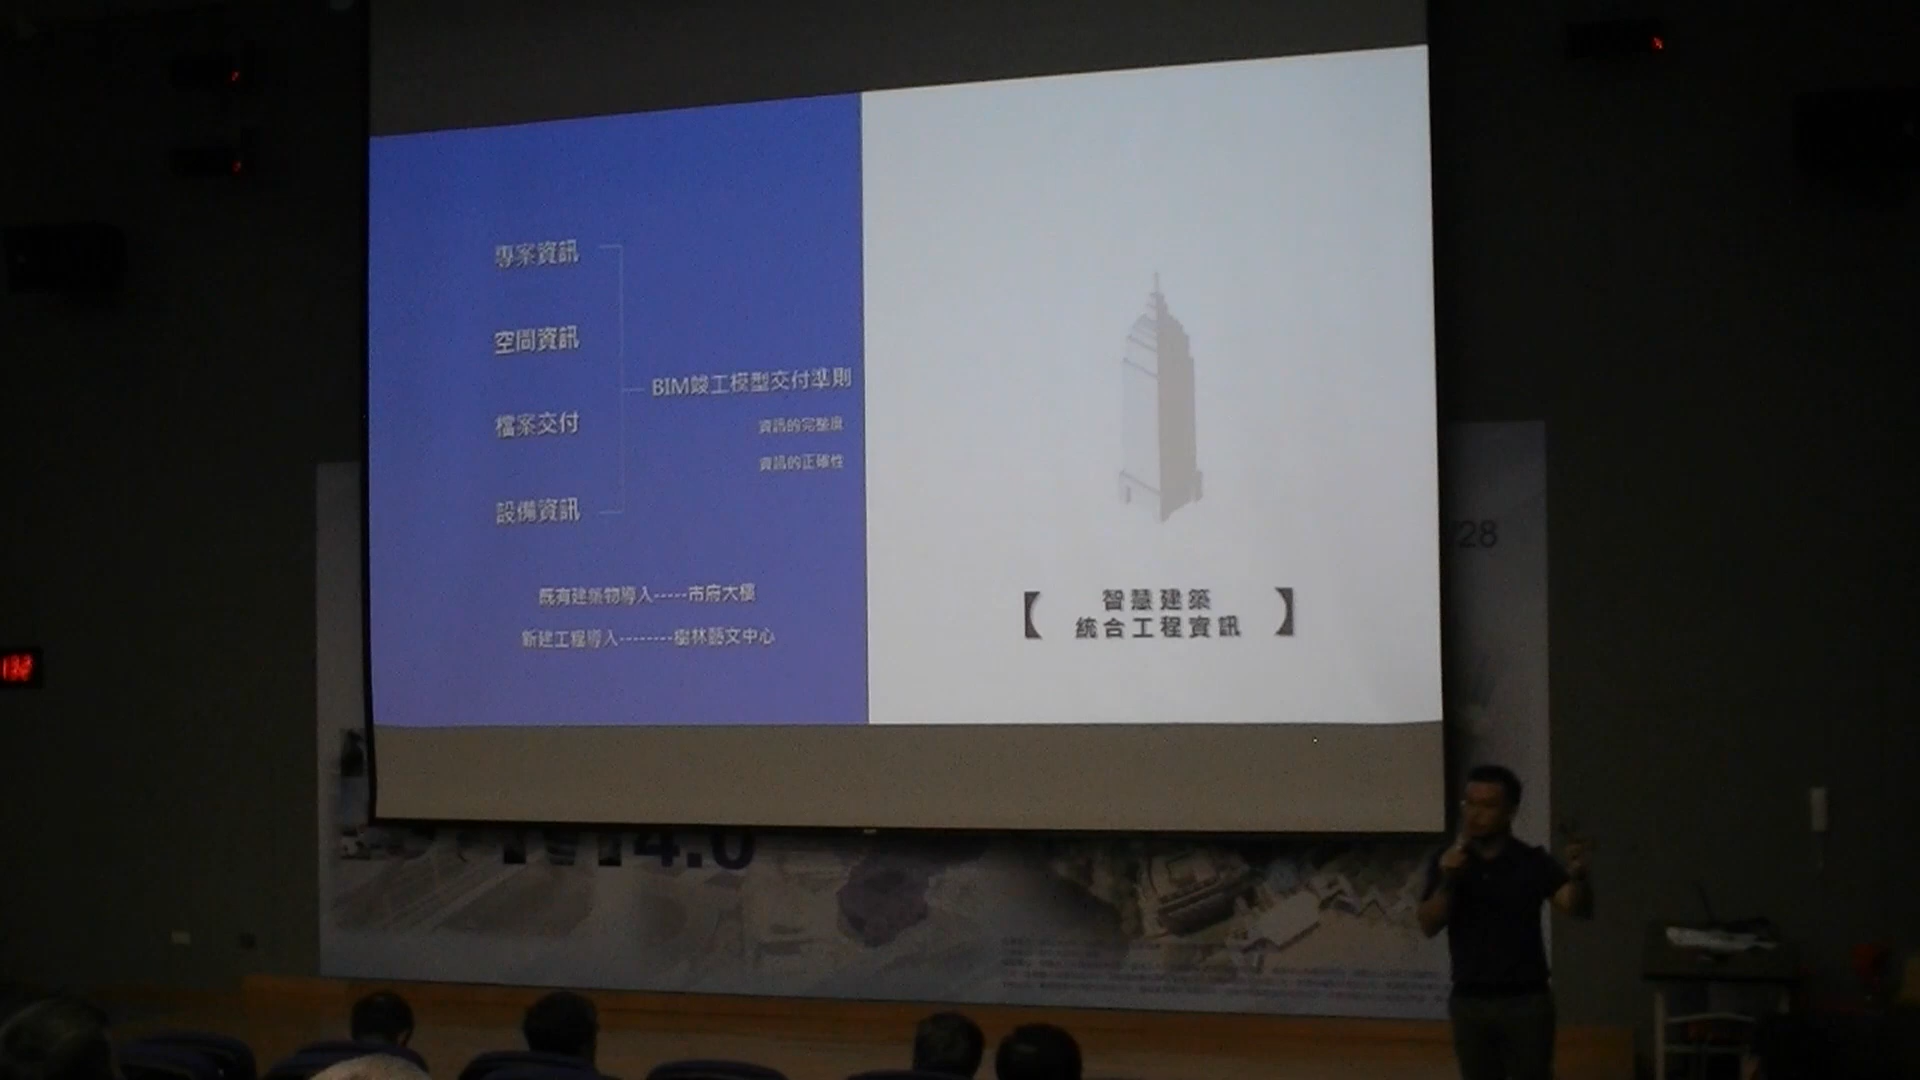 專案資訊
空間資訊
檔案交付
設備資訊
BIM竣工模型交付準則
資訊的完整度
資訊的正確性
既有建築物導入-----市府大樓
新建工程導入--------樹林藝文中心
【 智慧建築
統合工程資訊 】
28
4.0